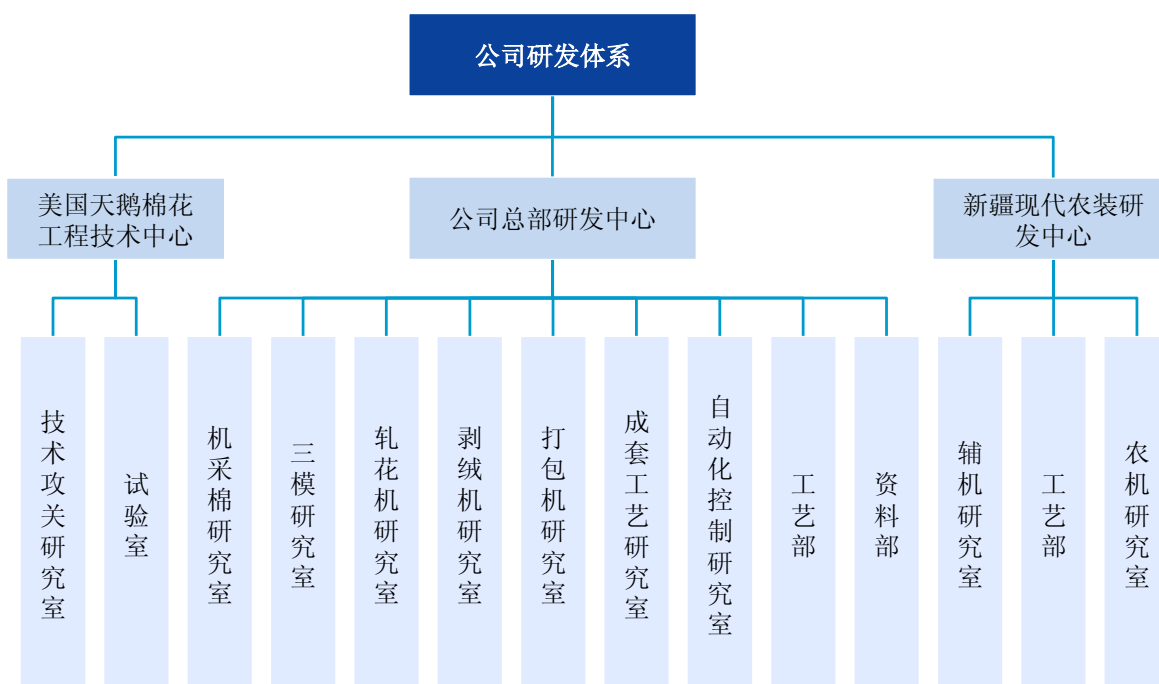 公司研发体系
美国天鹅棉花
工程技术中心
公司总部研发中心
新疆现代农装研
发中心
技术攻关研究室
试验室
机采棉研究室
三模研究室
轧花机研究室
剥绒机研究室
打包机研究室
成套工艺研究室
自动化控制研究室
工艺部
资料部
辅机研究室
工艺部
农机研究室